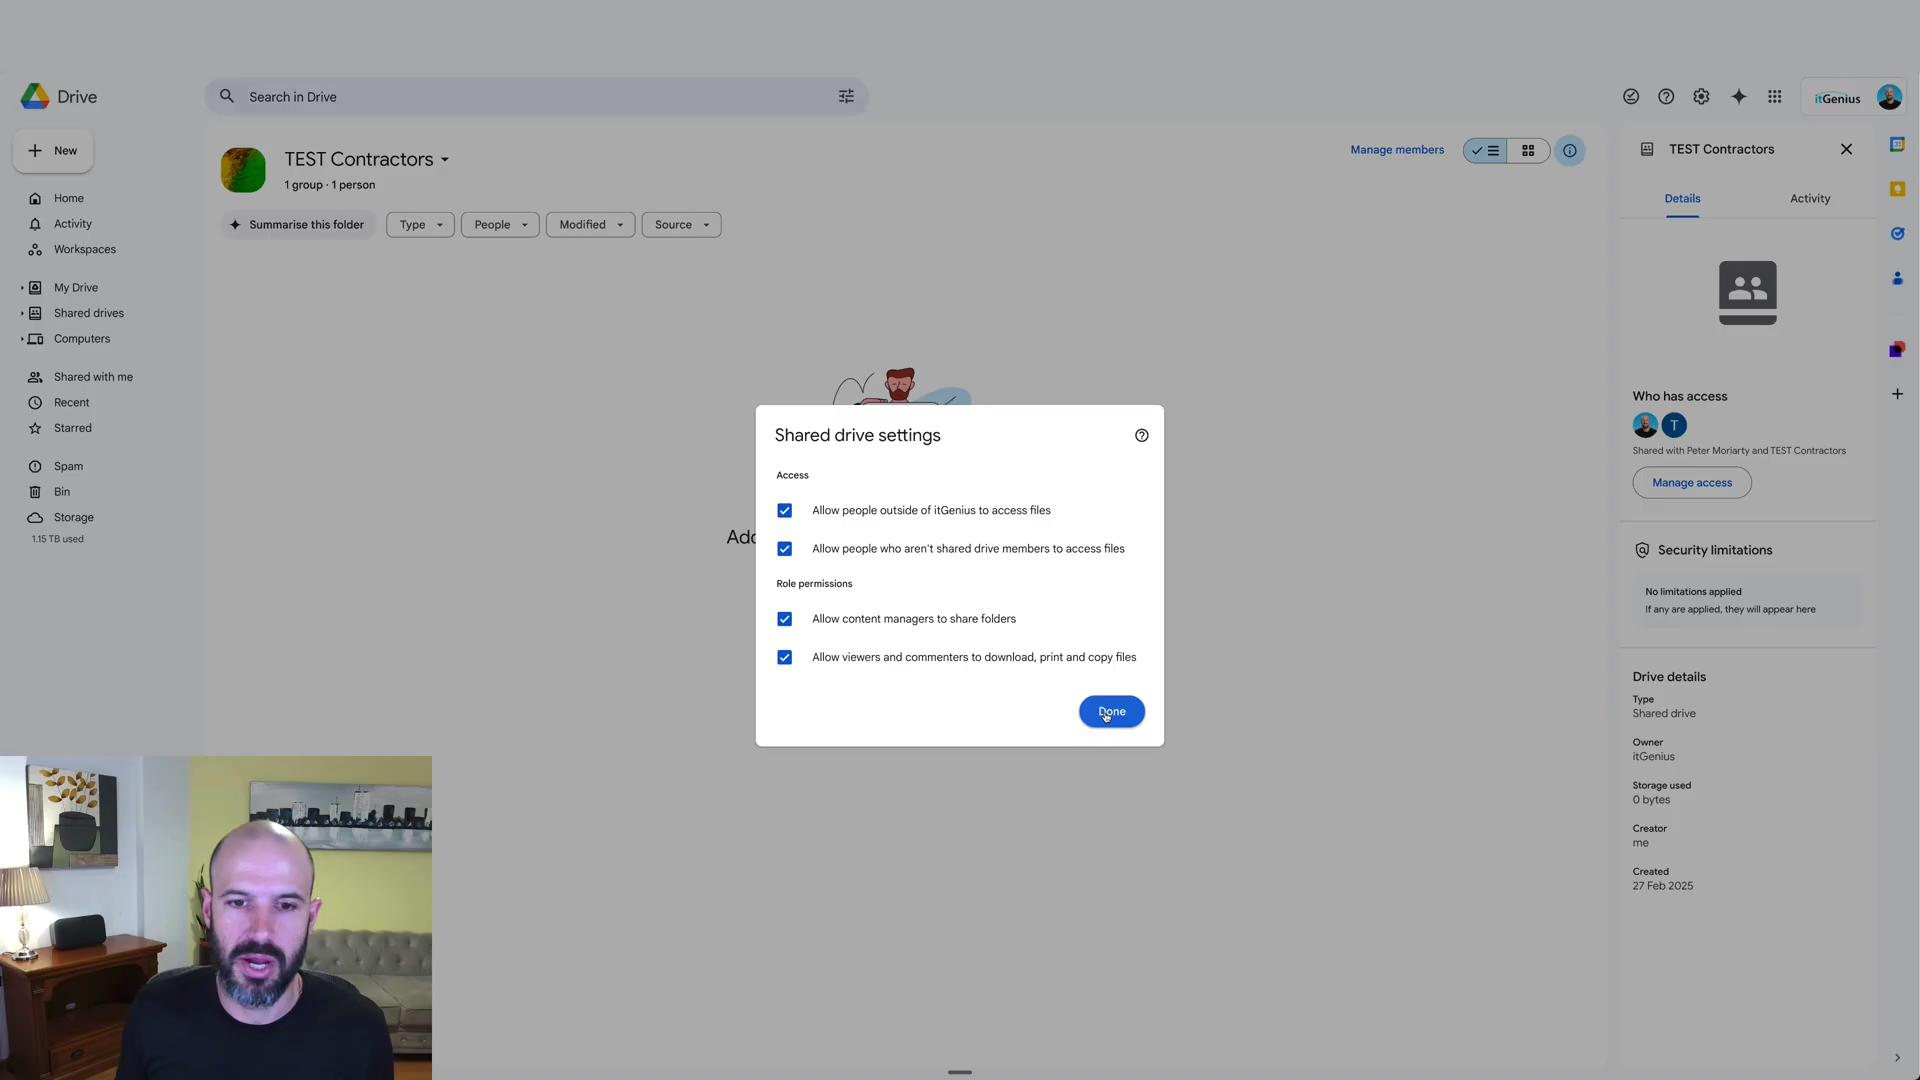 Drive
Search in Drive
itGenius
New
Home
Activity
Workspaces
My Drive
Shared drives
Computers
Shared with me
Recent
Starred
Spam
Bin
Storage
1.15 TB used
TEST Contractors
1 group · 1 person
Manage members
Summarise this folder
Type
People
Modified
Source
Shared drive settings
Access
Allow people outside of itGenius to access files
Allow people who aren't shared drive members to access files
Role permissions
Allow content managers to share folders
Allow viewers and commenters to download, print and copy files
Done
TEST Contractors
Details
Activity
Who has access
T
Shared with Peter Moriarty and TEST Contractors
Manage access
Security limitations
No limitations applied
If any are applied, they will appear here
Drive details
Type
Shared drive
Owner
itGenius
Storage used
0 bytes
Creator
me
Created
27 Feb 2025